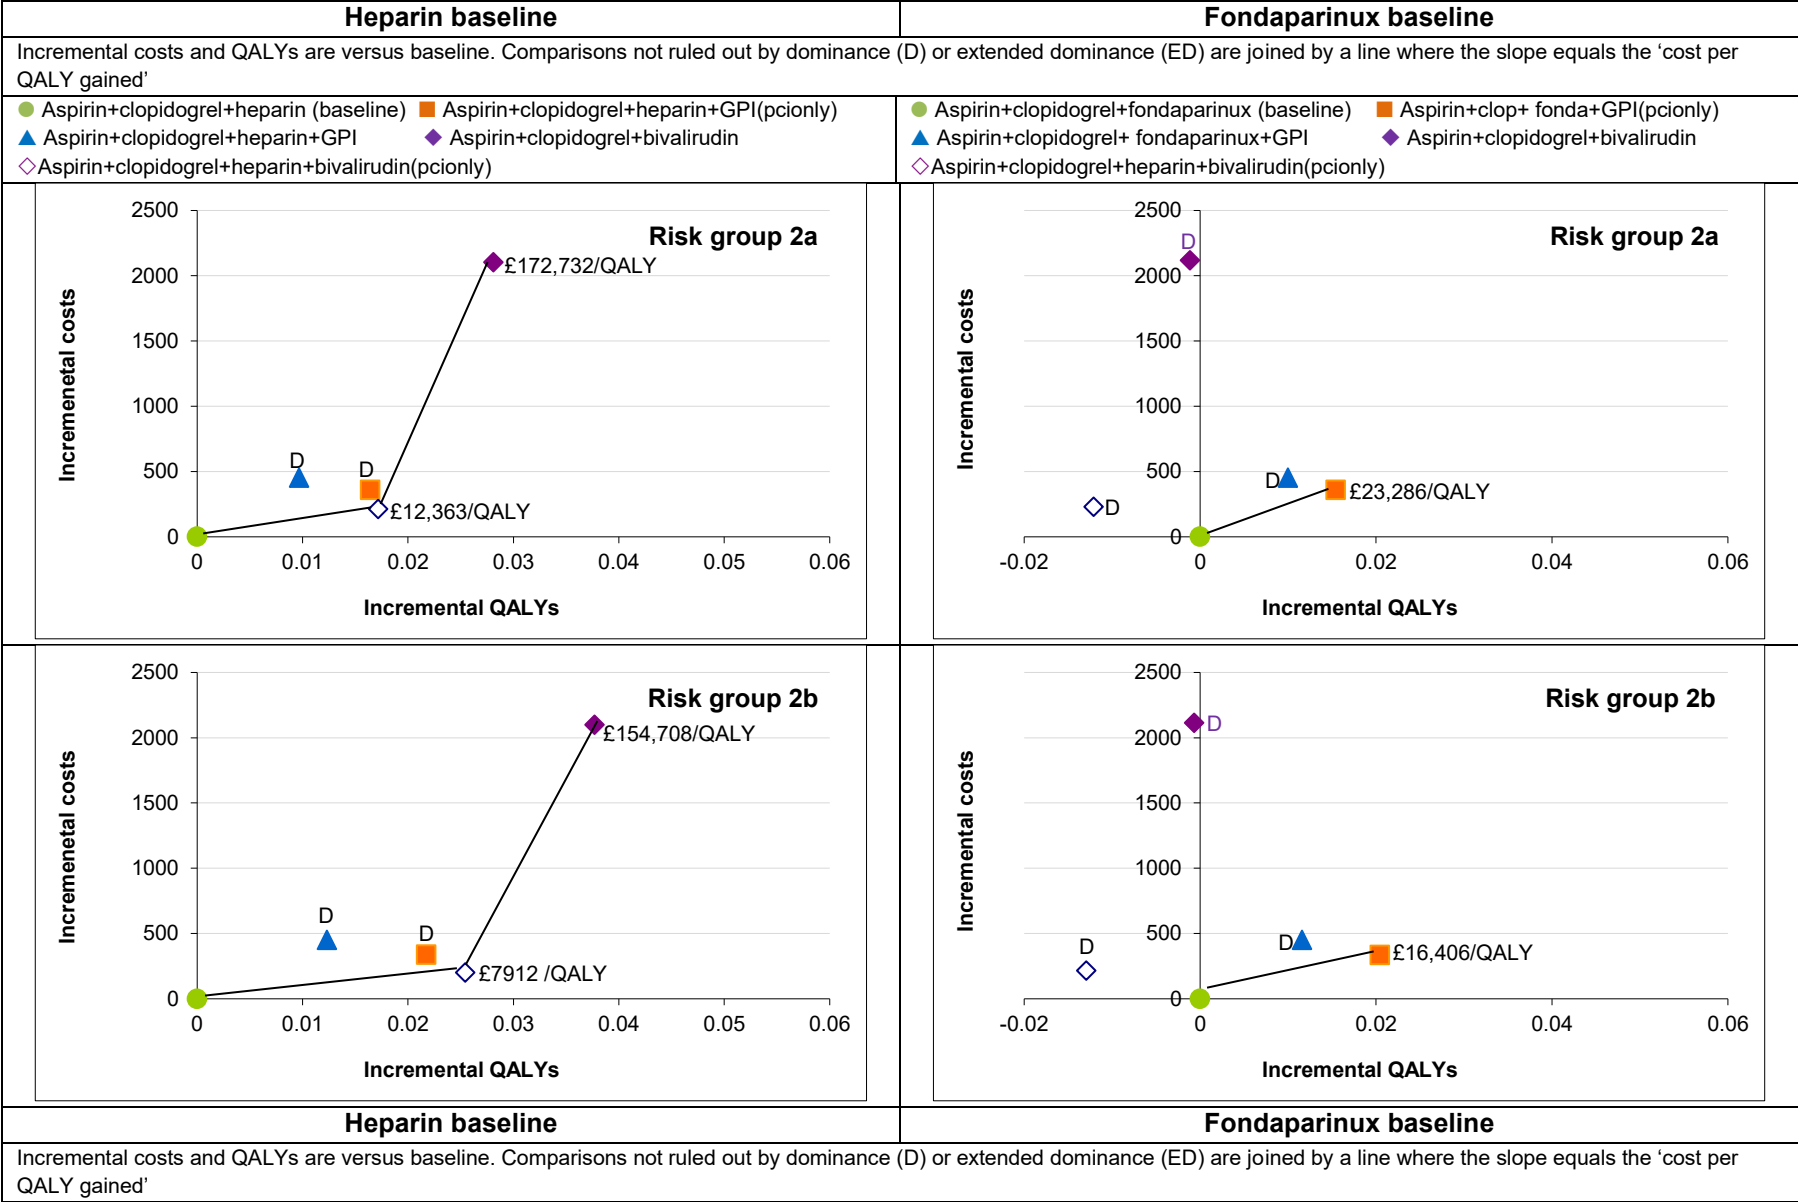 Heparin baseline
Fondaparinux baseline
Incremental costs and QALYs are versus baseline. Comparisons not ruled out by dominance (D) or extended dominance (ED) are joined by a line where the slope equals the ‘cost per
QALY gained’
Aspirin+clopidogrel+heparin (baseline) Aspirin+clopidogrel+heparin+GPI(pcionly)
Aspirin+clopidogrel+heparin+GPI Aspirin+clopidogrel+bivalirudin
Aspirin+clopidogrel+heparin+bivalirudin(pcionly)
Aspirin+clopidogrel+fondaparinux (baseline) Aspirin+clop+ fonda+GPI(pcionly)
Aspirin+clopidogrel+ fondaparinux+GPI Aspirin+clopidogrel+bivalirudin
Aspirin+clopidogrel+heparin+bivalirudin(pcionly)
Risk group 2a
Incremenetal costs
2500
2000
1500
1000
500
0
£172,732/QALY
D
D
£12,363/QALY
0 0.01 0.02 0.03 0.04 0.05 0.06
Incremental QALYs
Risk group 2a
Incremental costs
2500
2000
1500
1000
500
0
D
D
£23,286/QALY
D
-0.02 0 0.02 0.04 0.06
Incremental QALYs
Risk group 2b
Incremenetal costs
2500
2000
1500
1000
500
0
£154,708/QALY
D
D
£7912 /QALY
0 0.01 0.02 0.03 0.04 0.05 0.06
Incremental QALYs
Risk group 2b
Incremental costs
2500
2000
1500
1000
500
0
D
D
D
£16,406/QALY
-0.02 0 0.02 0.04 0.06
Incremental QALYs
Heparin baseline
Fondaparinux baseline
Incremental costs and QALYs are versus baseline. Comparisons not ruled out by dominance (D) or extended dominance (ED) are joined by a line where the slope equals the ‘cost per
QALY gained’